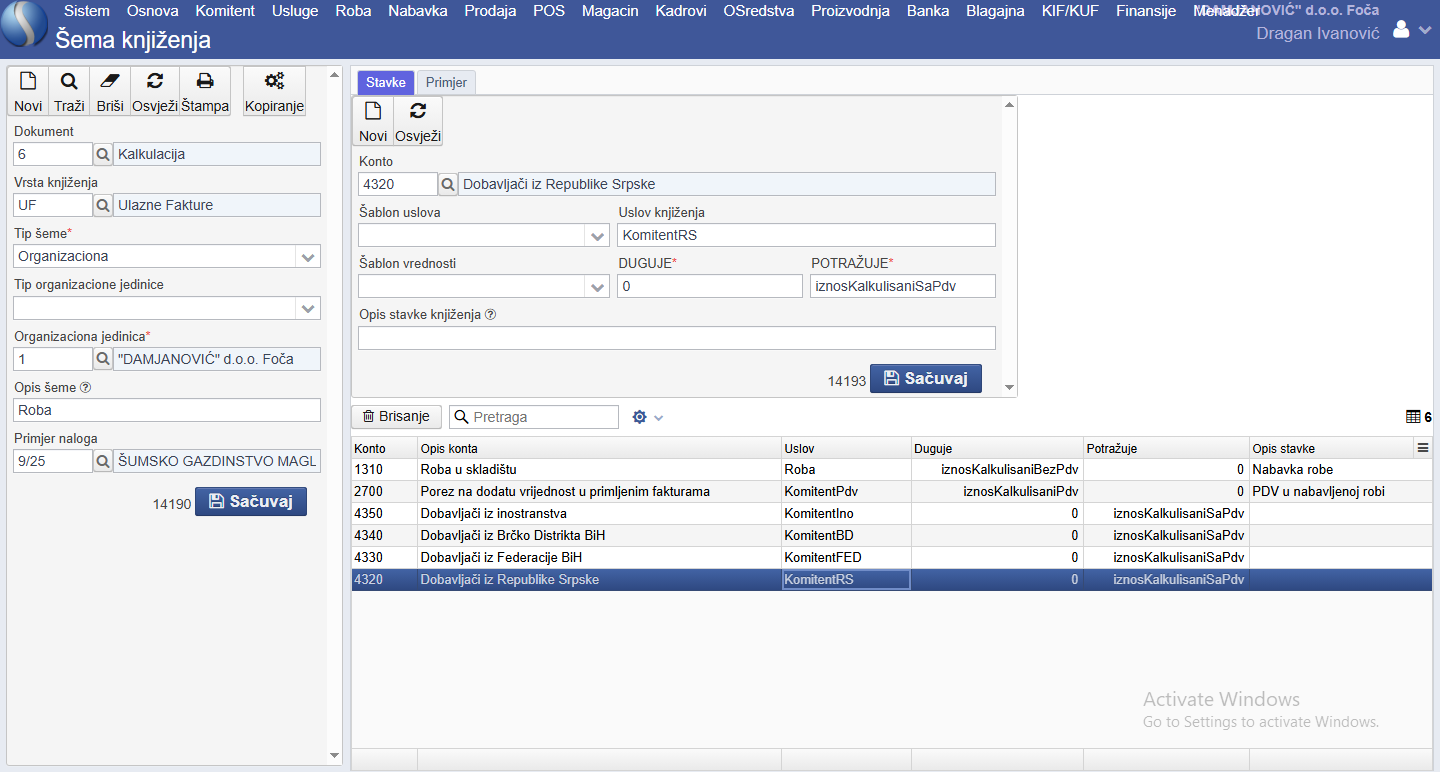 Sistem Osnova Komitent Usluge Roba Nabavka Prodaja POS Magacin Kadrovi OSredstva Proizvodnja Banka Blagajna KIF/KUF Finansije Menadžer
"DAMJANOVIĆ" d.o.o. Foča
Šema knjiženja
Dragan Ivanović
Novi Traži Briši Osvježi Štampa Kopiranje
Dokument
6 Kalkulacija
Vrsta knjiženja
UF Ulazne Fakture
Tip šeme*
Organizaciona
Tip organizacione jedinice
Organizaciona jedinica*
1 "DAMJANOVIĆ" d.o.o. Foča
Opis šeme
Roba
Primjer naloga
9/25 ŠUMSKO GAZDINSTVO MAGL
14190 Sačuvaj
Stavke Primjer
Novi Osvježi
Konto
4320 Dobavljači iz Republike Srpske
Šablon uslova Uslov knjiženja
KomitentRS
Šablon vrednosti DUGUJE* POTRAŽUJE*
0 iznosKalkulisaniSaPdv
Opis stavke knjiženja
14193 Sačuvaj
Brisanje Pretraga 6
Konto Opis konta Uslov Duguje Potražuje Opis stavke
1310 Roba u skladištu Roba iznosKalkulisaniBezPdv 0 Nabavka robe
2700 Porez na dodatu vrijednost u primljenim fakturama KomitentPdv iznosKalkulisaniPdv 0 PDV u nabavljenoj robi
4350 Dobavljači iz inostranstva KomitentIno 0 iznosKalkulisaniSaPdv
4340 Dobavljači iz Brčko Distrikta BiH KomitentBD 0 iznosKalkulisaniSaPdv
4330 Dobavljači iz Federacije BiH KomitentFED 0 iznosKalkulisaniSaPdv
4320 Dobavljači iz Republike Srpske KomitentRS 0 iznosKalkulisaniSaPdv
Activate Windows
Go to Settings to activate Windows.